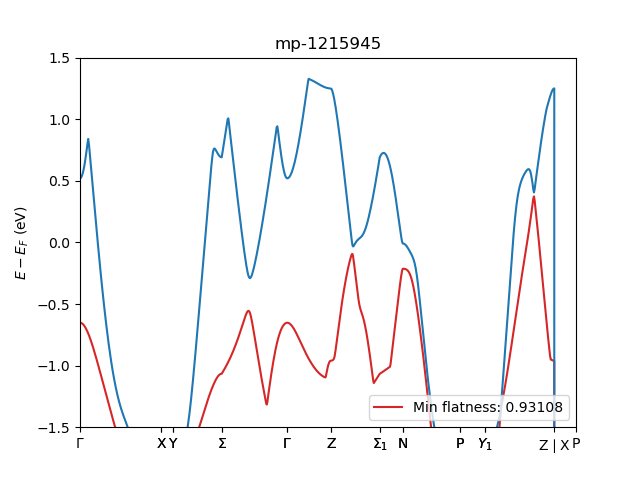 mp-1215945
1.5
1.0
0.5
0.0
−0.5
−1.0
−1.5
E − E_F (eV)
Min flatness: 0.93108
Γ X Y Σ Γ Z Σ₁ N P Y₁ Z | X P